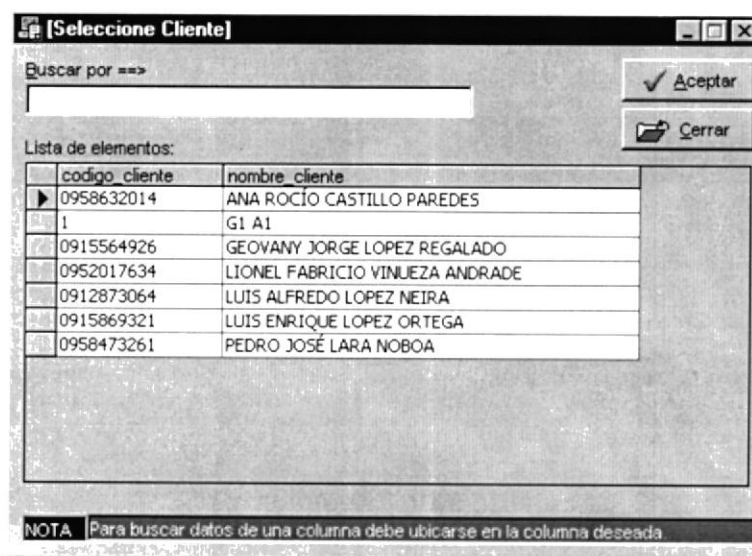 [Seleccione Cliente]
Buscar por ==>
Aceptar
Cerrar
Lista de elementos:
codigo_cliente nombre_cliente
0958632014 ANA ROCÍO CASTILLO PAREDES
1 G1 A1
0915564926 GEOVANY JORGE LOPEZ REGALADO
0952017634 LIONEL FABRICIO VINUEZA ANDRADE
0912873064 LUIS ALFREDO LOPEZ NEIRA
0915869321 LUIS ENRIQUE LOPEZ ORTEGA
0958473261 PEDRO JOSÉ LARA NOBOA
NOTA Para buscar datos de una columna debe ubicarse en la columna deseada